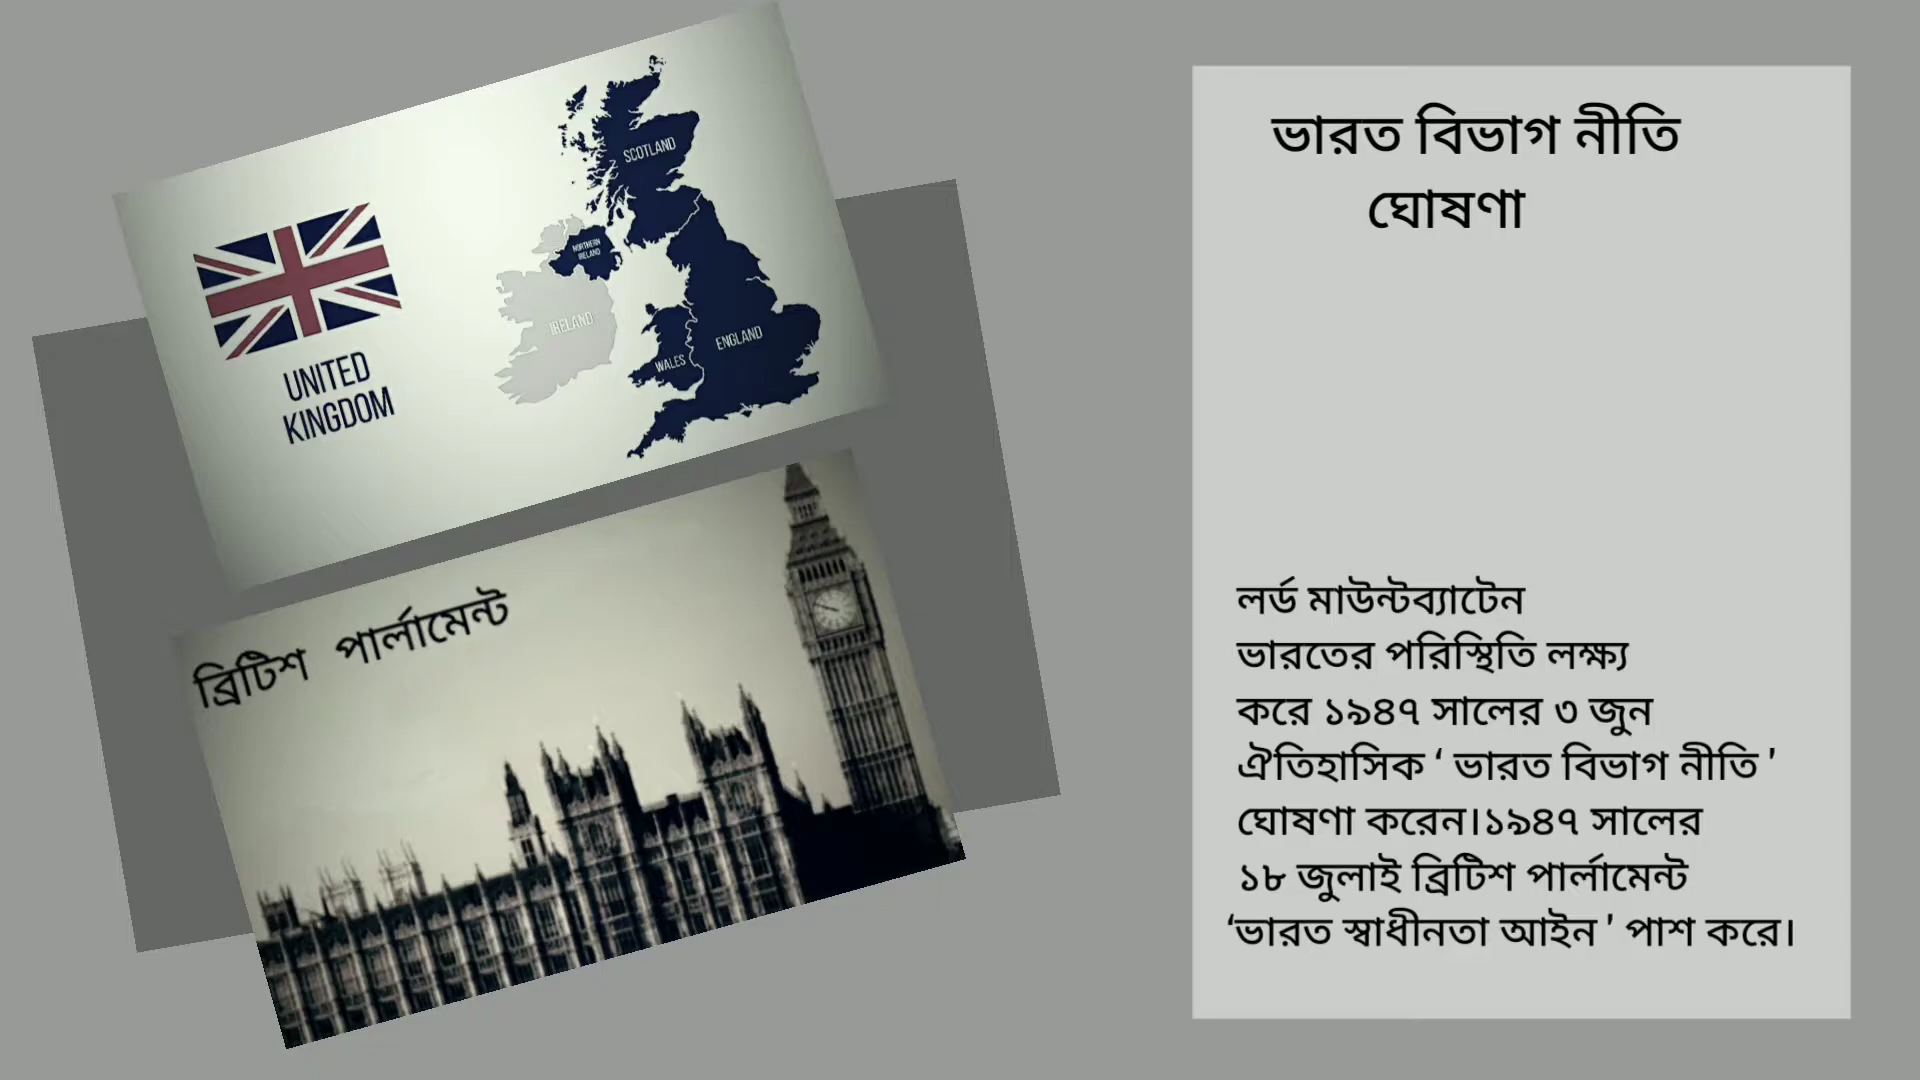 SCOTLAND
NORTHERN
IRELAND
IRELAND
ENGLAND
WALES
UNITED
KINGDOM
ব্রিটিশ পার্লামেন্ট
ভারত বিভাগ নীতি
ঘোষণা
লর্ড মাউন্টব্যাটেন
ভারতের পরিস্থিতি লক্ষ্য
করে ১৯৪৭ সালের ৩ জুন
ঐতিহাসিক ‘ ভারত বিভাগ নীতি ’
ঘোষণা করেন।১৯৪৭ সালের
১৮ জুলাই ব্রিটিশ পার্লামেন্ট
‘ভারত স্বাধীনতা আইন ’ পাশ করে।